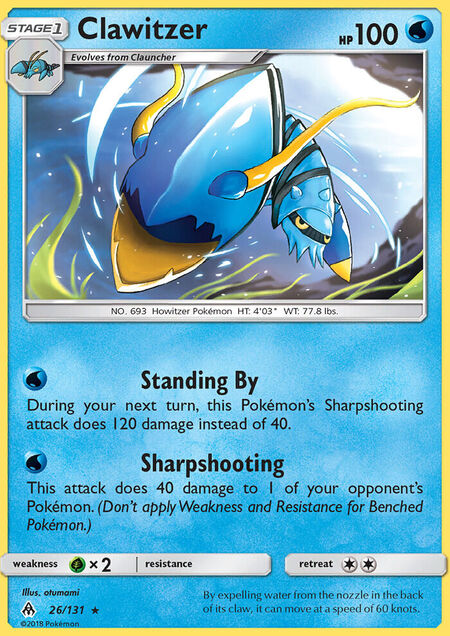 STAGE 1
Clawitzer
HP 100
Evolves from Clauncher
NO. 693 Howitzer Pokémon HT: 4'03" WT: 77.8 lbs.
Standing By
During your next turn, this Pokémon's Sharpshooting
attack does 120 damage instead of 40.
Sharpshooting
This attack does 40 damage to 1 of your opponent's
Pokémon. (Don't apply Weakness and Resistance for Benched
Pokémon.)
weakness ×2 resistance retreat
Illus. otumami
26/131 ★
©2018 Pokémon
By expelling water from the nozzle in the back
of its claw, it can move at a speed of 60 knots.